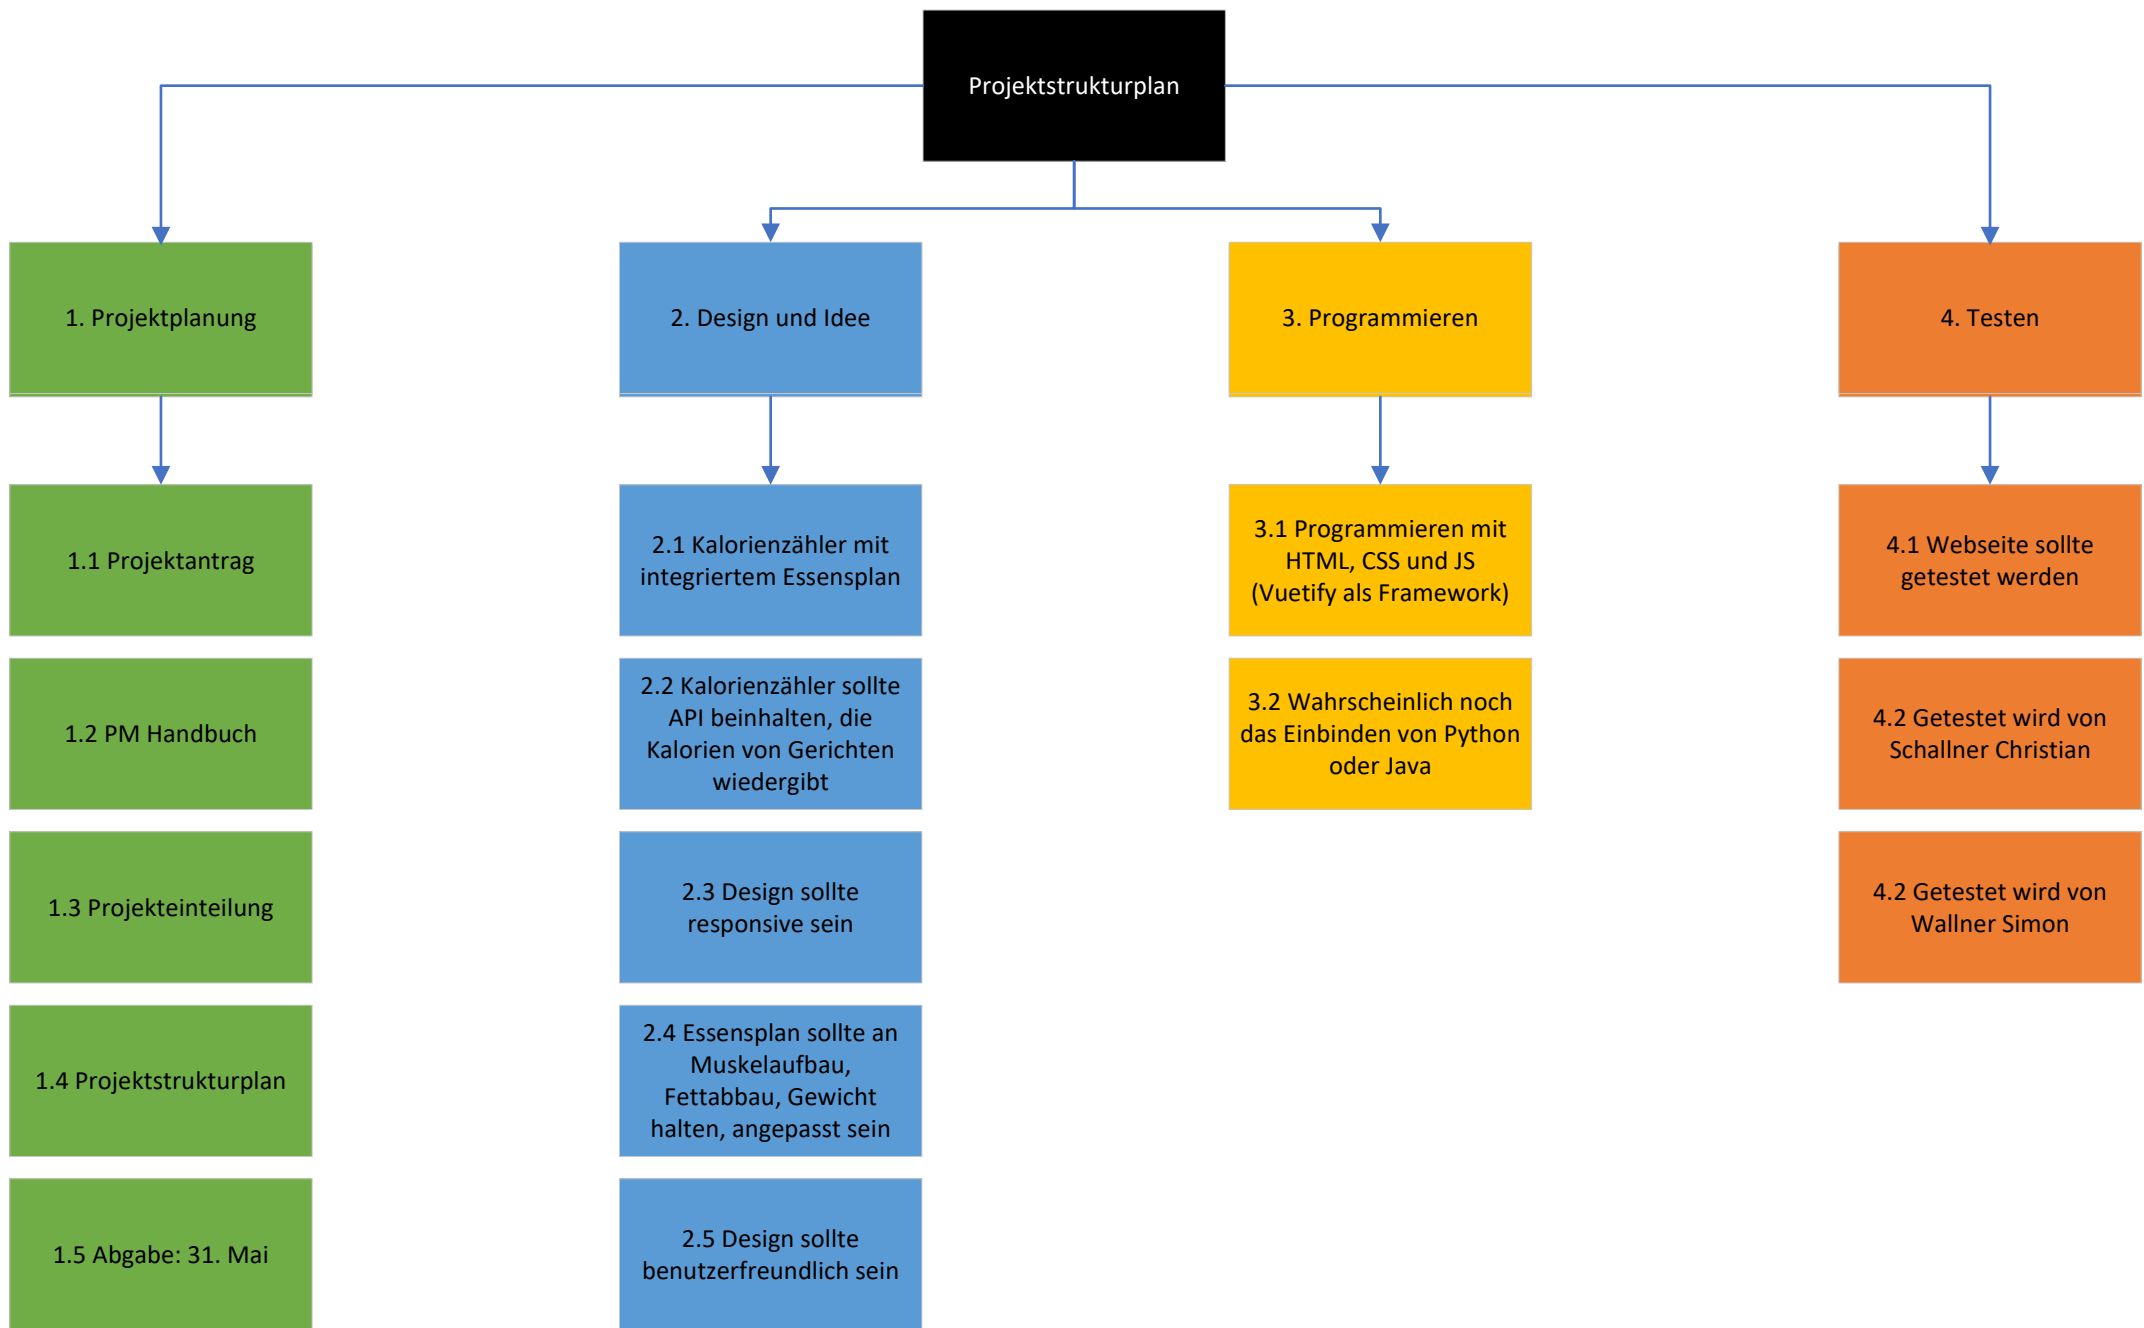 Projektstrukturplan
1. Projektplanung
2. Design und Idee
3. Programmieren
4. Testen
1.1 Projektantrag
2.1 Kalorienzähler mit
integriertem Essensplan
3.1 Programmieren mit
HTML, CSS und JS
(Vuetify als Framework)
4.1 Webseite sollte
getestet werden
1.2 PM Handbuch
2.2 Kalorienzähler sollte
API beinhalten, die
Kalorien von Gerichten
wiedergibt
3.2 Wahrscheinlich noch
das Einbinden von Python
oder Java
4.2 Getestet wird von
Schallner Christian
1.3 Projekteinteilung
2.3 Design sollte
responsive sein
4.2 Getestet wird von
Wallner Simon
1.4 Projektstrukturplan
2.4 Essensplan sollte an
Muskelaufbau,
Fettabbau, Gewicht
halten, angepasst sein
1.5 Abgabe: 31. Mai
2.5 Design sollte
benutzerfreundlich sein